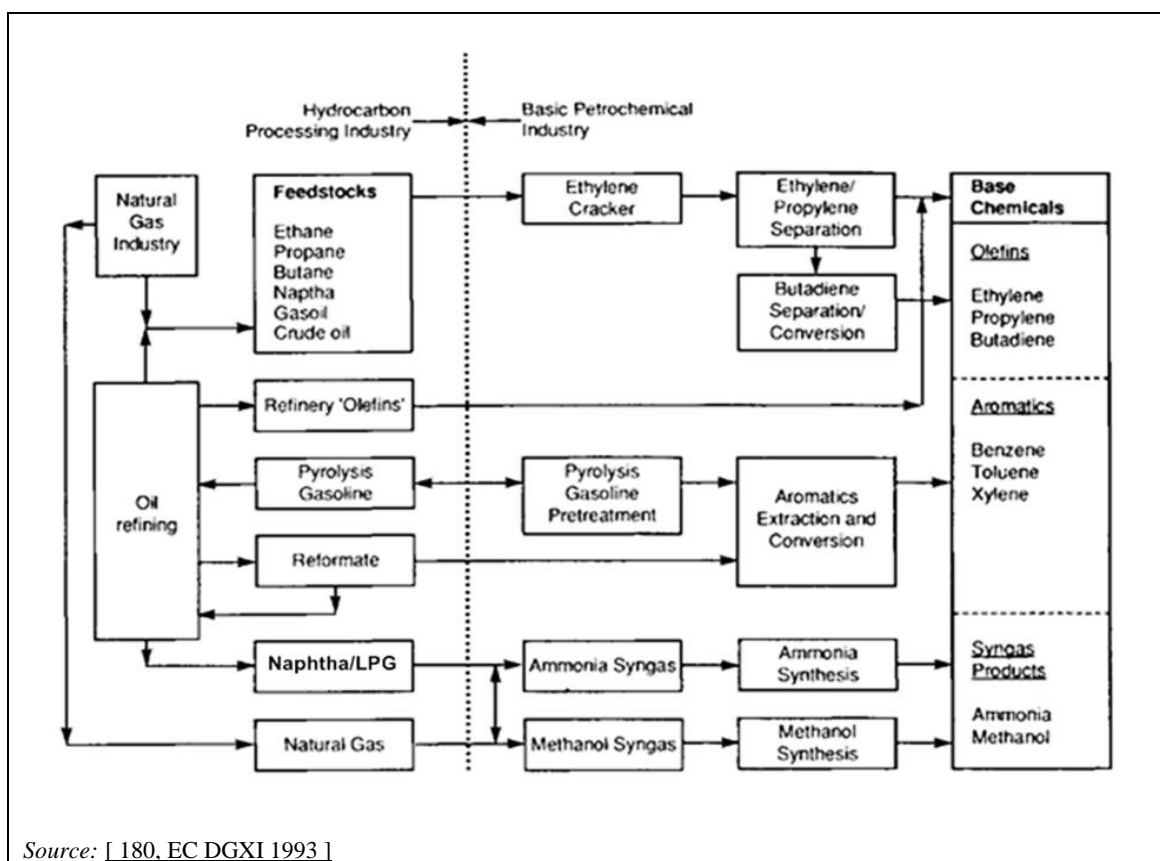 Hydrocarbon
Processing Industry
Basic Petrochemical
Industry
Natural
Gas
Industry
Feedstocks
Ethane
Propane
Butane
Naptha
Gasoil
Crude oil
Ethylene
Cracker
Ethylene/
Propylene
Separation
Butadiene
Separation/
Conversion
Base
Chemicals
Olefins
Ethylene
Propylene
Butadiene
Oil
refining
Refinery 'Olefins'
Pyrolysis
Gasoline
Pyrolysis
Gasoline
Pretreatment
Aromatics
Extraction and
Conversion
Aromatics
Benzene
Toluene
Xylene
Reformate
Naphtha/LPG
Ammonia Syngas
Ammonia
Synthesis
Syngas
Products
Ammonia
Methanol
Natural Gas
Methanol Syngas
Methanol
Synthesis
Source: [ 180, EC DGXI 1993 ]